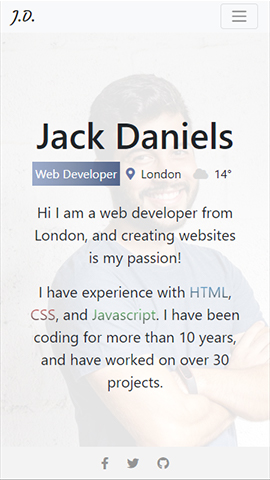 J.D.
Jack Daniels
Web Developer London 14°
Hi I am a web developer from
London, and creating websites
is my passion!
I have experience with HTML,
CSS, and Javascript. I have been
coding for more than 10 years,
and have worked on over 30
projects.